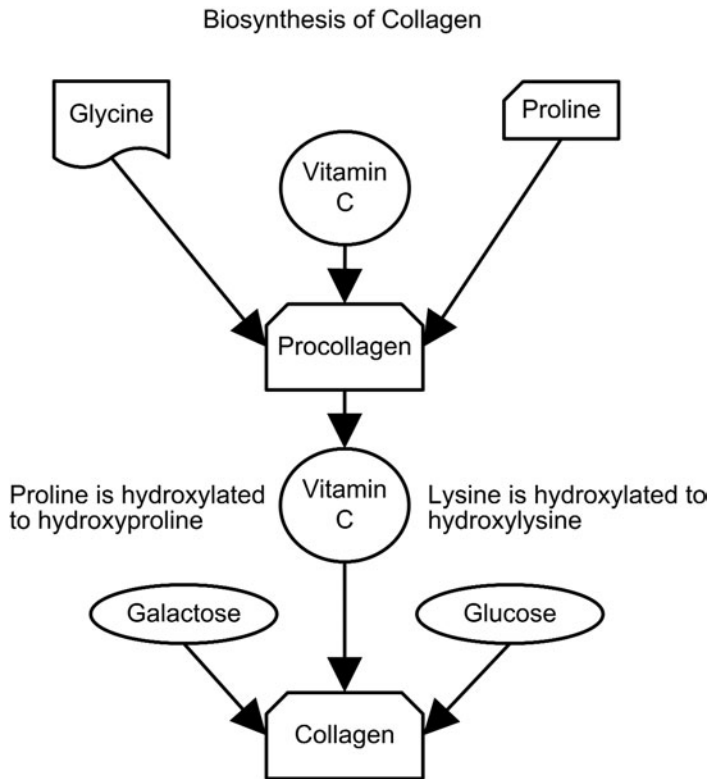 Biosynthesis of Collagen
Glycine
Proline
Vitamin
C
Procollagen
Proline is hydroxylated
to hydroxyproline
Vitamin
C
Lysine is hydroxylated to
hydroxylysine
Galactose
Glucose
Collagen